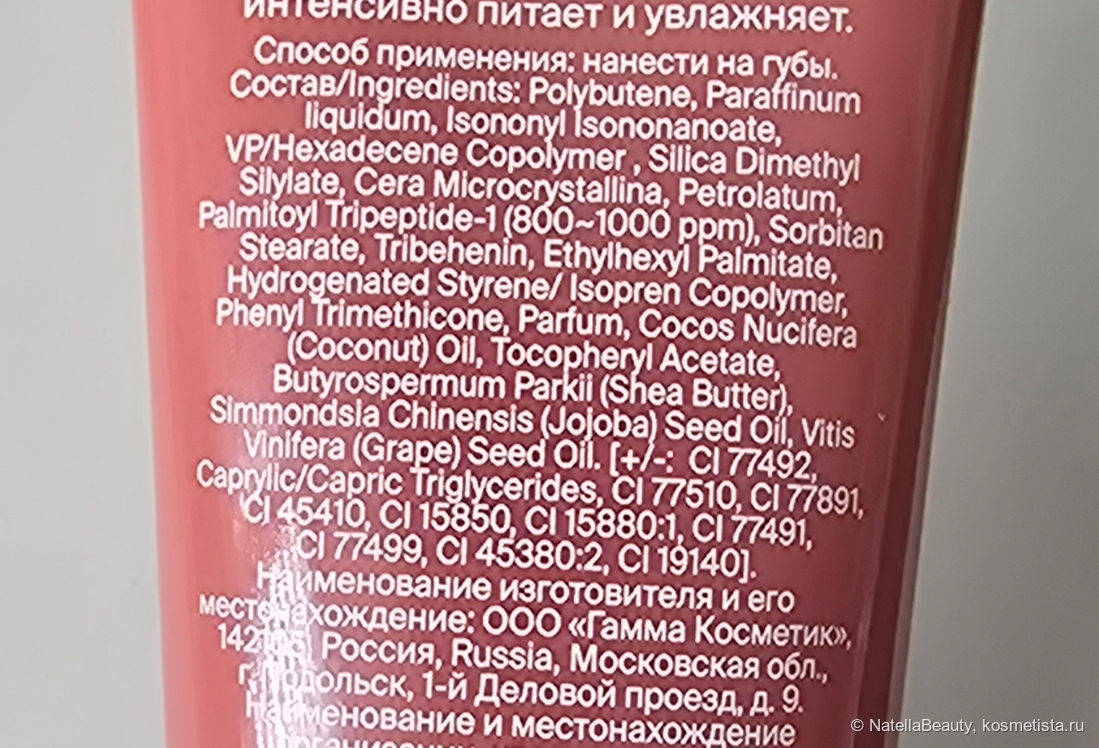 интенсивно питает и увлажняет.
Способ применения: нанести на губы.
Состав/Ingredients: Polybutene, Paraffinum
liquidum, Isononyl Isononanoate,
VP/Hexadecene Copolymer , Silica Dimethyl
Silylate, Cera Microcrystallina, Petrolatum,
Palmitoyl Tripeptide-1 (800~1000 ppm), Sorbitan
Stearate, Tribehenin, Ethylhexyl Palmitate,
Hydrogenated Styrene/ Isopren Copolymer,
Phenyl Trimethicone, Parfum, Cocos Nucifera
(Coconut) Oil, Tocopheryl Acetate,
Butyrospermum Parkii (Shea Butter),
Simmondsia Chinensis (Jojoba) Seed Oil, Vitis
Vinifera (Grape) Seed Oil. [+/-: CI 77492,
Caprylic/Capric Triglycerides, CI 77510, CI 77891,
CI 45410, CI 15850, CI 15880:1, CI 77491,
CI 77499, CI 45380:2, CI 19140].
Наименование изготовителя и его
местонахождение: ООО «Гамма Косметик»,
Россия, Russia, Московская обл.,
г. Подольск, 1-й Деловой проезд, д. 9.
Наименование и местонахождение
© NatellaBeauty, kosmetista.ru